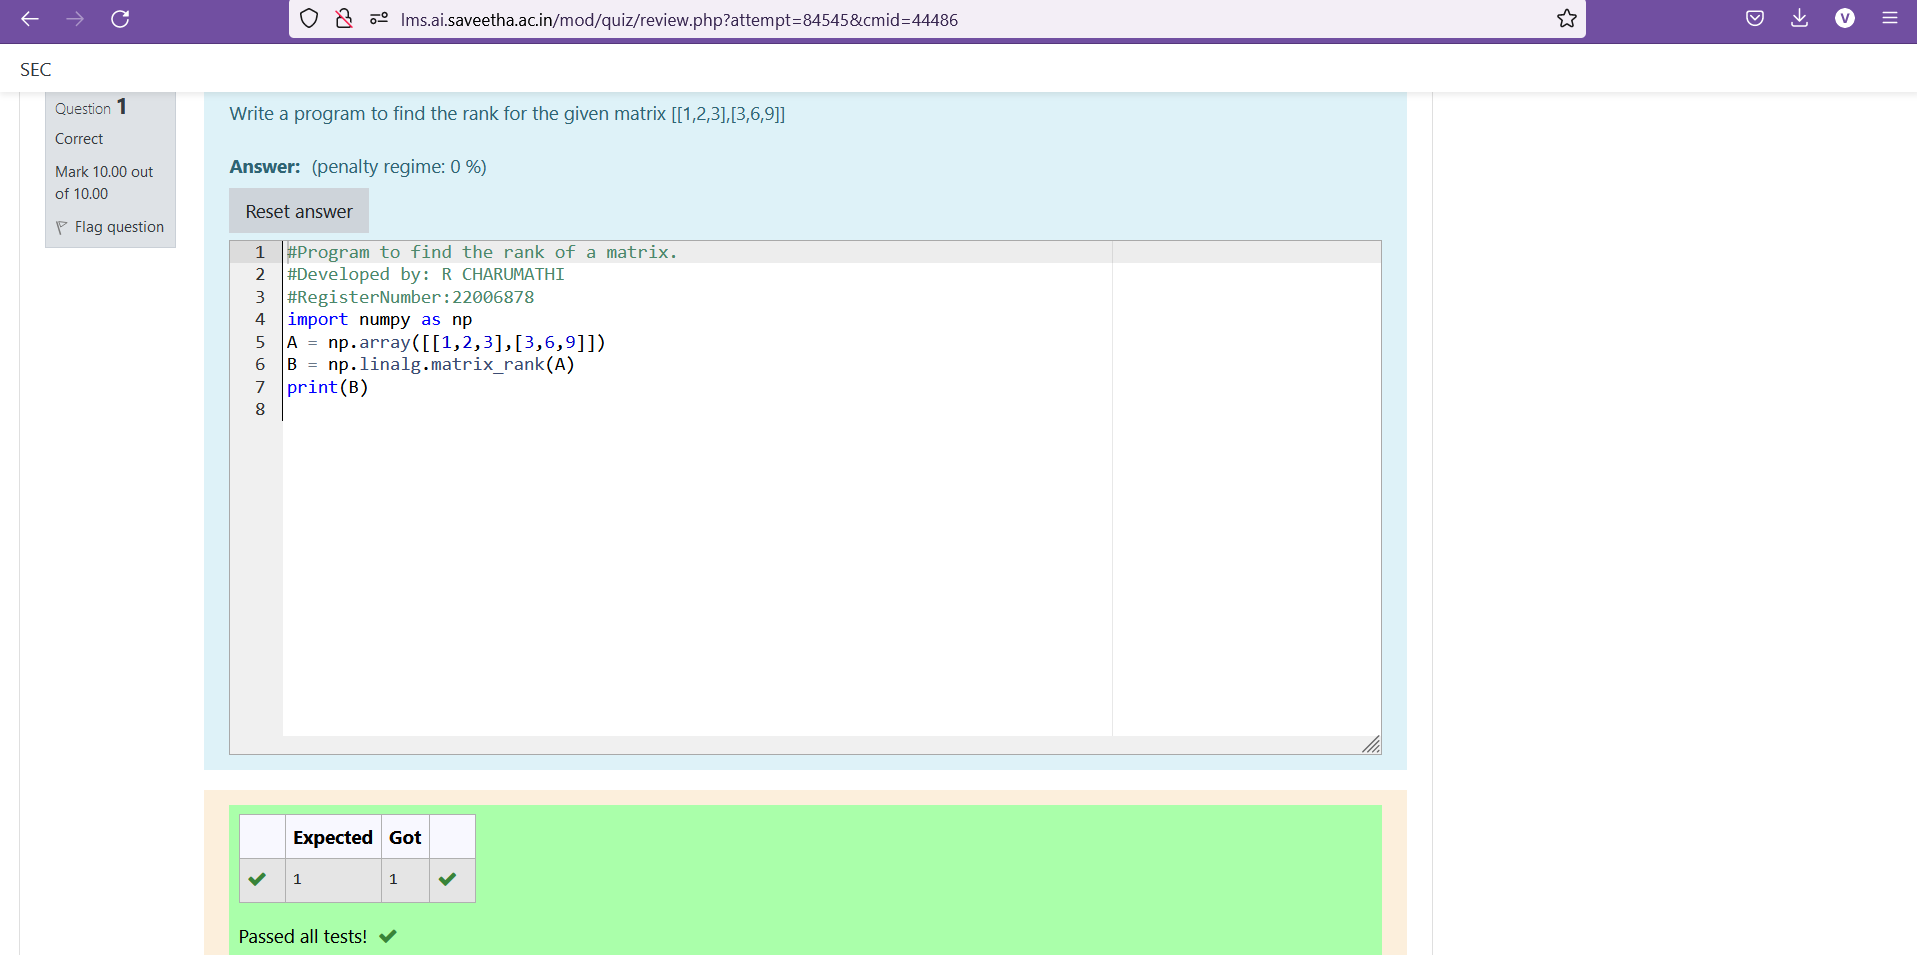 lms.ai.saveetha.ac.in/mod/quiz/review.php?attempt=84545&cmid=44486
V
SEC
Question 1
Correct
Mark 10.00 out
of 10.00
Flag question
Write a program to find the rank for the given matrix [[1,2,3],[3,6,9]]
Answer: (penalty regime: 0 %)
Reset answer
1 #Program to find the rank of a matrix.
2 #Developed by: R CHARUMATHI
3 #RegisterNumber:22006878
4 import numpy as np
5 A = np.array([[1,2,3],[3,6,9]])
6 B = np.linalg.matrix_rank(A)
7 print(B)
8
Expected Got
1 1
Passed all tests!